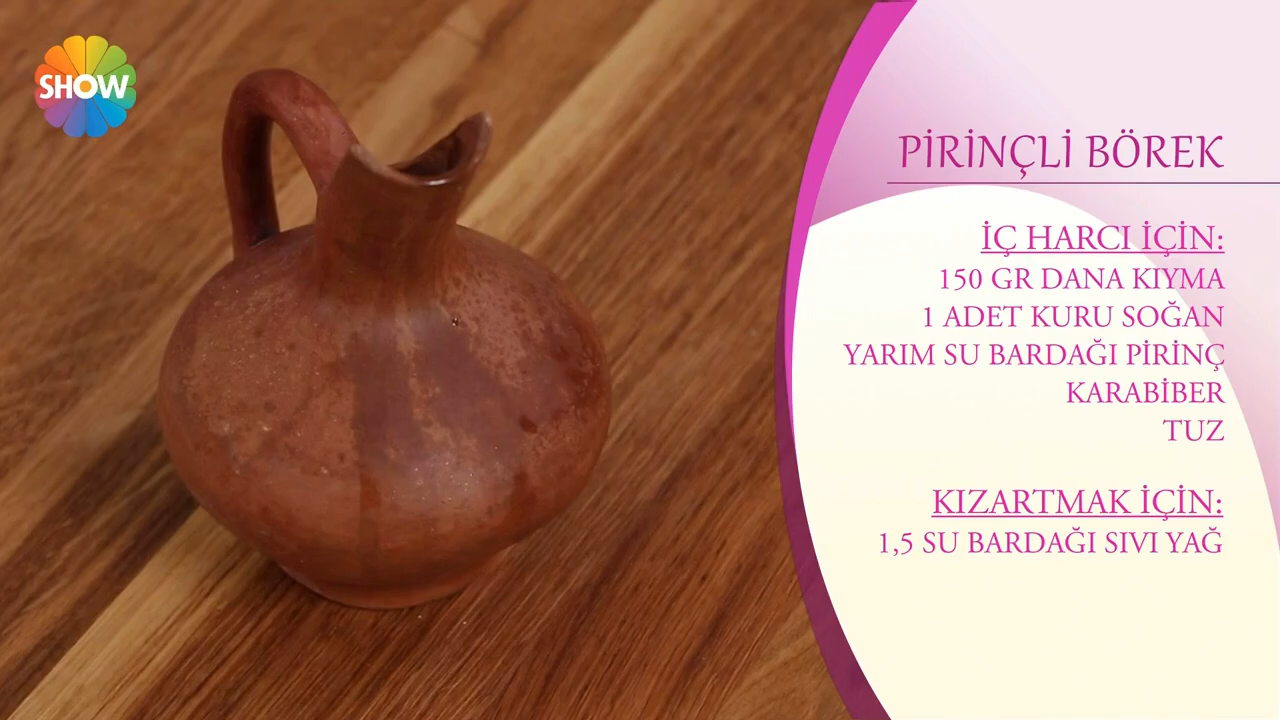 SHOW
PİRİNÇLİ BÖREK
İÇ HARCI İÇİN:
150 GR DANA KIYMA
1 ADET KURU SOĞAN
YARIM SU BARDAĞI PİRİNÇ
KARABİBER
TUZ
KIZARTMAK İÇİN:
1,5 SU BARDAĞI SIVI YAĞ